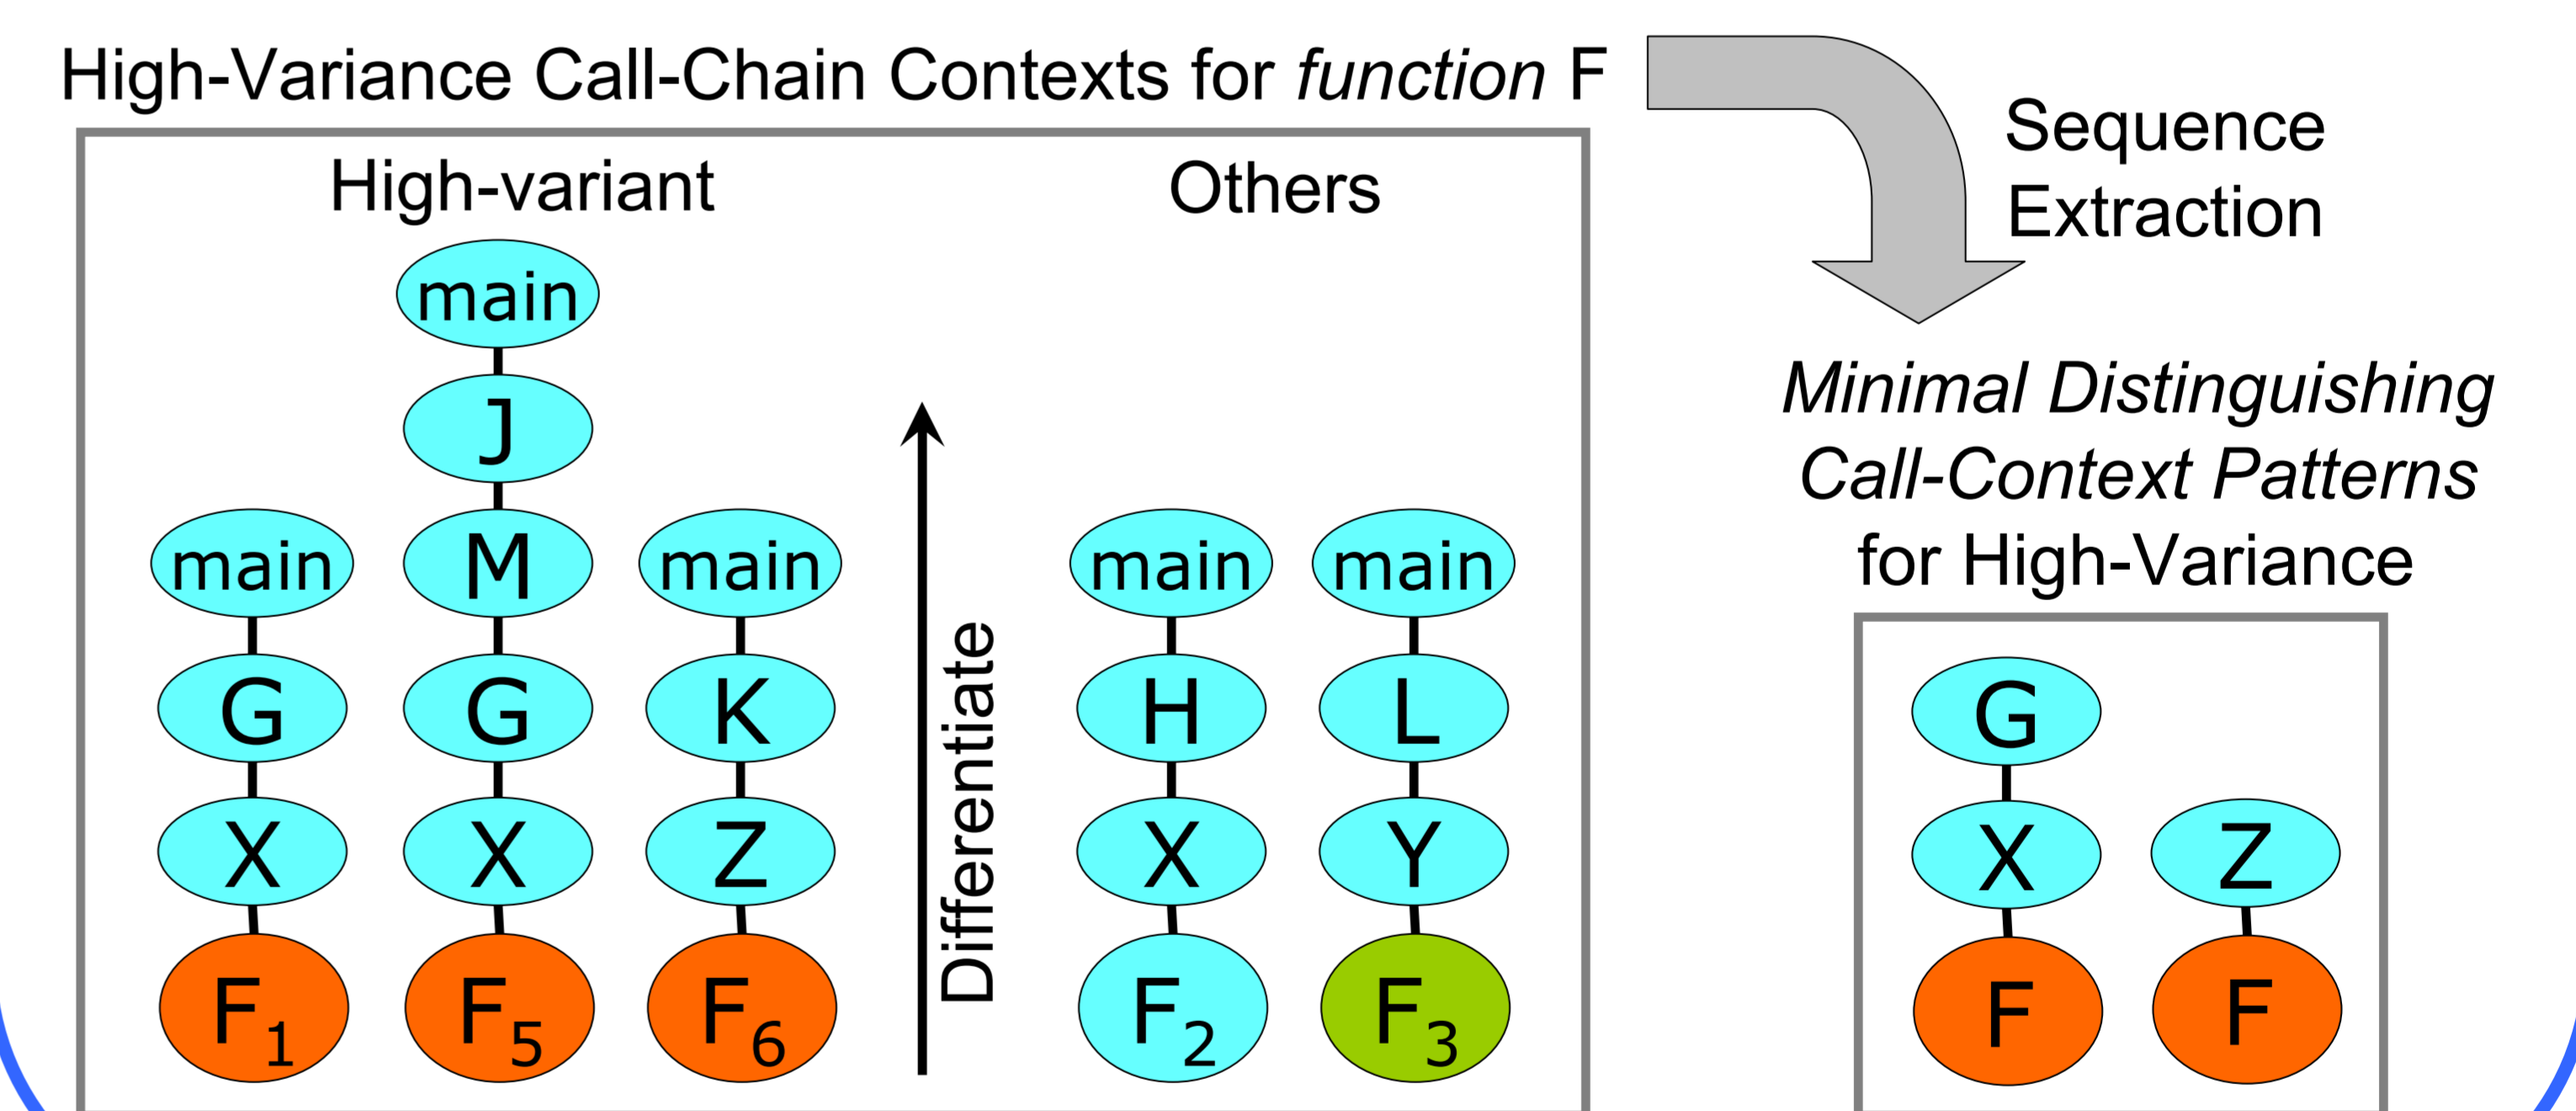 High-Variance Call-Chain Contexts for function F
Sequence
Extraction
High-variant
Others
main
J
main
M
main
G
G
K
X
X
Z
F1
F5
F6
Differentiate
main
main
H
L
X
Y
F2
F3
Minimal Distinguishing
Call-Context Patterns
for High-Variance
G
X
Z
F
F